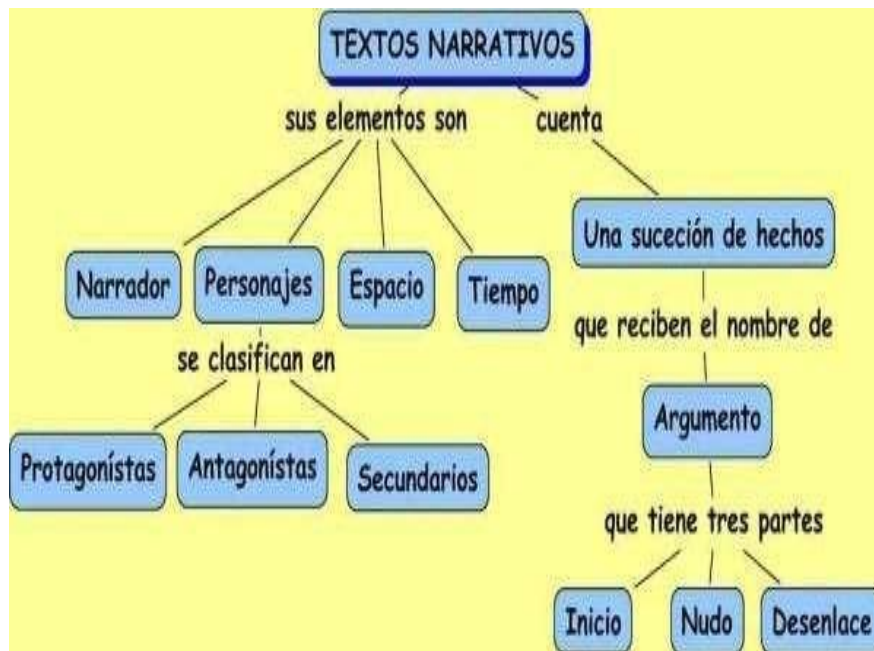 TEXTOS NARRATIVOS
sus elementos son
cuenta
Narrador
Personajes
Espacio
Tiempo
Una suceción de hechos
se clasifican en
que reciben el nombre de
Protagonístas
Antagonístas
Secundarios
Argumento
que tiene tres partes
Inicio
Nudo
Desenlace